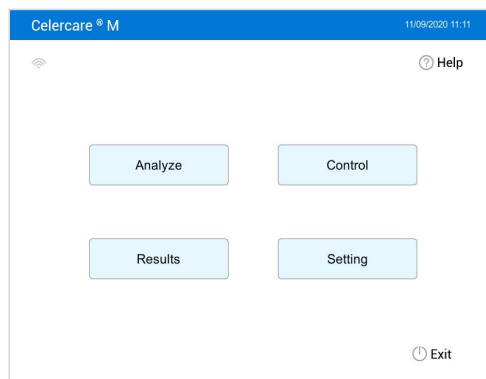 Celercare ® M 11/09/2020 11:11
Help
Analyze Control
Results Setting
Exit